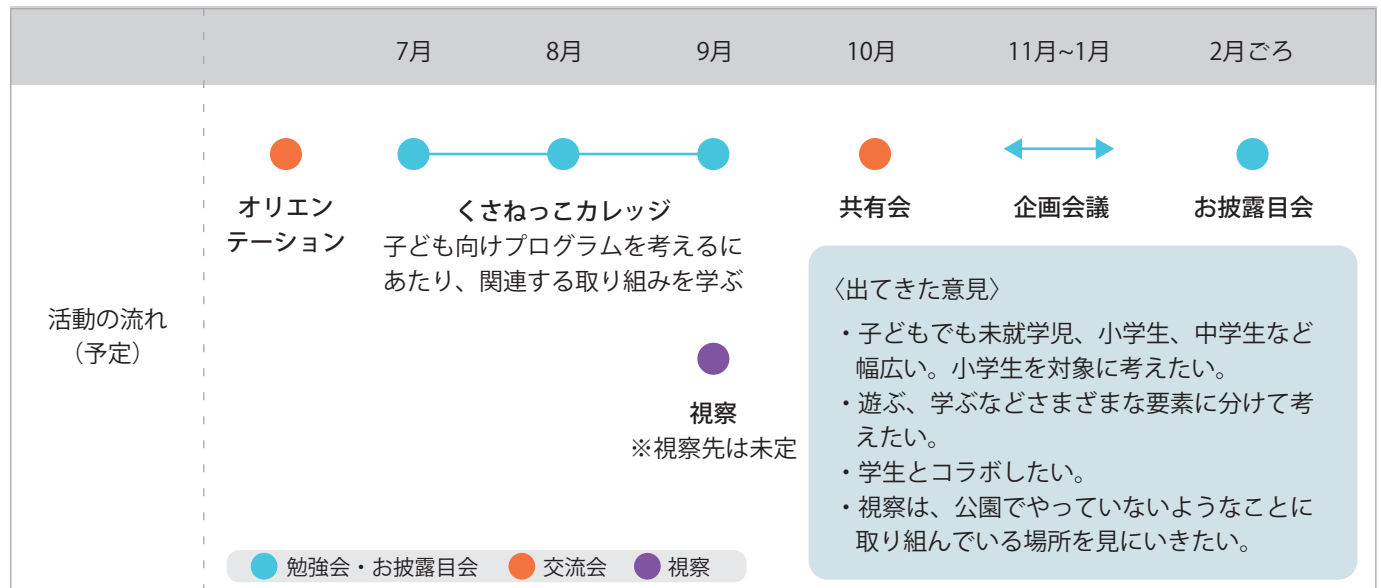 7月 8月 9月 10月 11月~1月 2月ごろ
活動の流れ
（予定）
オリエン
テーション
くさねっこカレッジ
子ども向けプログラムを考えるに
あたり、関連する取り組みを学ぶ
視察
※視察先は未定
共有会
企画会議
お披露目会
〈出てきた意見〉
・子どもでも未就学児、小学生、中学生など
幅広い。小学生を対象に考えたい。
・遊ぶ、学ぶなどさまざまな要素に分けて考
えたい。
・学生とコラボしたい。
・視察は、公園でやっていないようなことに
取り組んでいる場所を見にいきたい。
勉強会・お披露目会 交流会 視察